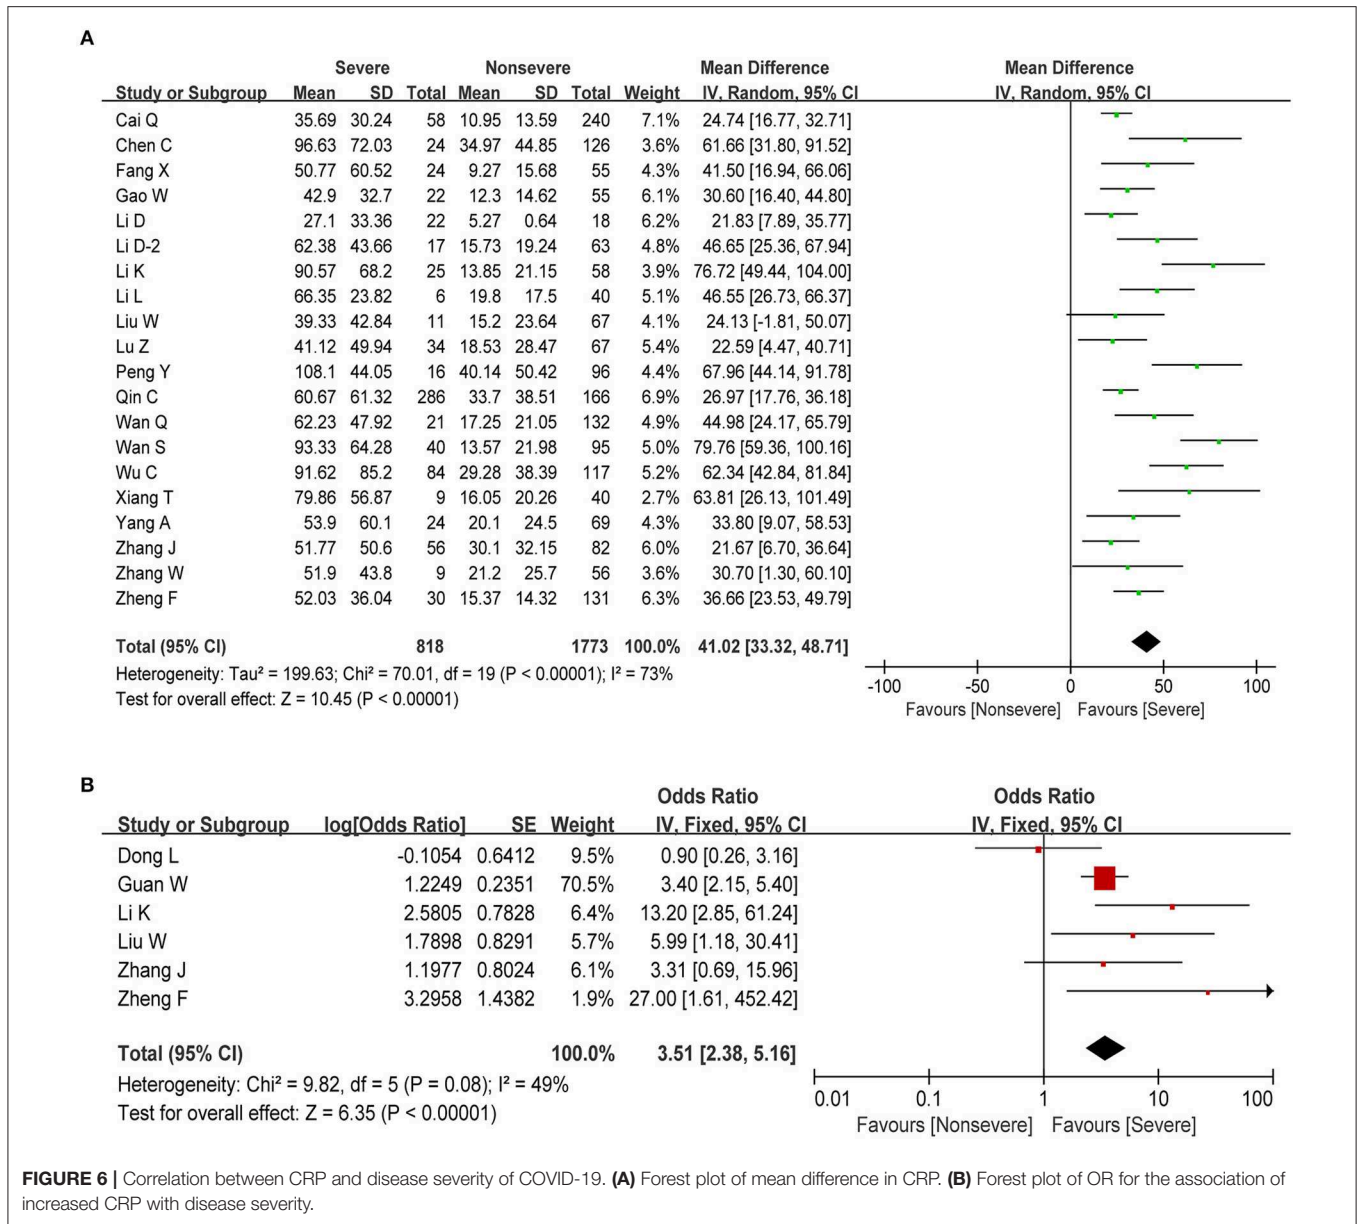 A
Severe Nonsevere Mean Difference Mean Difference
Study or Subgroup Mean SD Total Mean SD Total Weight IV, Random, 95% CI IV, Random, 95% CI
Cai Q 35.69 30.24 58 10.95 13.59 240 7.1% 24.74 [16.77, 32.71]
Chen C 96.63 72.03 24 34.97 44.85 126 3.6% 61.66 [31.80, 91.52]
Fang X 50.77 60.52 24 9.27 15.68 55 4.3% 41.50 [16.94, 66.06]
Gao W 42.9 32.7 22 12.3 14.62 55 6.1% 30.60 [16.40, 44.80]
Li D 27.1 33.36 22 5.27 0.64 18 6.2% 21.83 [7.89, 35.77]
Li D-2 62.38 43.66 17 15.73 19.24 63 4.8% 46.65 [25.36, 67.94]
Li K 90.57 68.2 25 13.85 21.15 58 3.9% 76.72 [49.44, 104.00]
Li L 66.35 23.82 6 19.8 17.5 40 5.1% 46.55 [26.73, 66.37]
Liu W 39.33 42.84 11 15.2 23.64 67 4.1% 24.13 [-1.81, 50.07]
Lu Z 41.12 49.94 34 18.53 28.47 67 5.4% 22.59 [4.47, 40.71]
Peng Y 108.1 44.05 16 40.14 50.42 96 4.4% 67.96 [44.14, 91.78]
Qin C 60.67 61.32 286 33.7 38.51 166 6.9% 26.97 [17.76, 36.18]
Wan Q 62.23 47.92 21 17.25 21.05 132 4.9% 44.98 [24.17, 65.79]
Wan S 93.33 64.28 40 13.57 21.98 95 5.0% 79.76 [59.36, 100.16]
Wu C 91.62 85.2 84 29.28 38.39 117 5.2% 62.34 [42.84, 81.84]
Xiang T 79.86 56.87 9 16.05 20.26 40 2.7% 63.81 [26.13, 101.49]
Yang A 53.9 60.1 24 20.1 24.5 69 4.3% 33.80 [9.07, 58.53]
Zhang J 51.77 50.6 56 30.1 32.15 82 6.0% 21.67 [6.70, 36.64]
Zhang W 51.9 43.8 9 21.2 25.7 56 3.6% 30.70 [1.30, 60.10]
Zheng F 52.03 36.04 30 15.37 14.32 131 6.3% 36.66 [23.53, 49.79]
Total (95% CI) 818 1773 100.0% 41.02 [33.32, 48.71]
Heterogeneity: Tau² = 199.63; Chi² = 70.01, df = 19 (P < 0.00001); I² = 73%
Test for overall effect: Z = 10.45 (P < 0.00001)
-100 -50 0 50 100
Favours [Nonsevere] Favours [Severe]
B
Odds Ratio Odds Ratio
Study or Subgroup log[Odds Ratio] SE Weight IV, Fixed, 95% CI IV, Fixed, 95% CI
Dong L -0.1054 0.6412 9.5% 0.90 [0.26, 3.16]
Guan W 1.2249 0.2351 70.5% 3.40 [2.15, 5.40]
Li K 2.5805 0.7828 6.4% 13.20 [2.85, 61.24]
Liu W 1.7898 0.8291 5.7% 5.99 [1.18, 30.41]
Zhang J 1.1977 0.8024 6.1% 3.31 [0.69, 15.96]
Zheng F 3.2958 1.4382 1.9% 27.00 [1.61, 452.42]
Total (95% CI) 100.0% 3.51 [2.38, 5.16]
Heterogeneity: Chi² = 9.82, df = 5 (P = 0.08); I² = 49%
Test for overall effect: Z = 6.35 (P < 0.00001)
0.01 0.1 1 10 100
Favours [Nonsevere] Favours [Severe]
FIGURE 6 | Correlation between CRP and disease severity of COVID-19. (A) Forest plot of mean difference in CRP. (B) Forest plot of OR for the association of
increased CRP with disease severity.